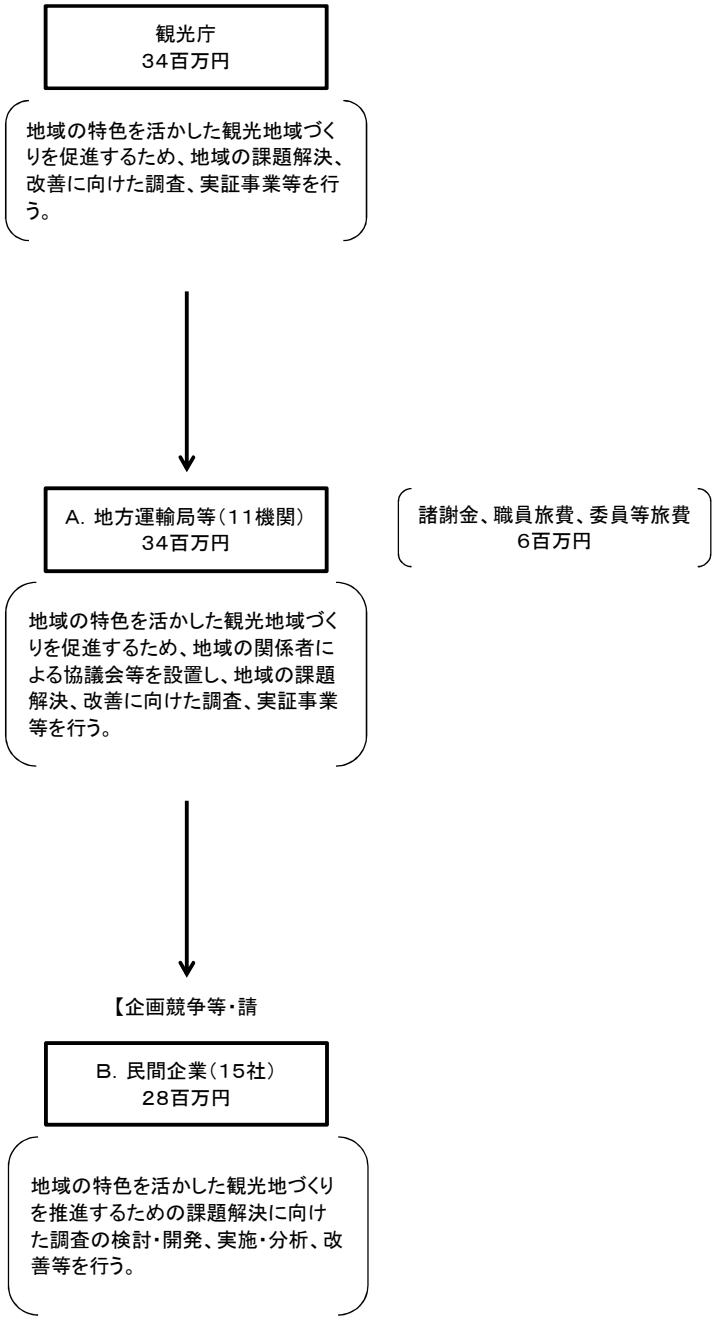 観光庁
34百万円
地域の特色を活かした観光地域づく
りを促進するため、地域の課題解決、
改善に向けた調査、実証事業等を行
う。
A．地方運輸局等（11機関）
34百万円
諸謝金、職員旅費、委員等旅費
6百万円
地域の特色を活かした観光地域づく
りを促進するため、地域の関係者に
よる協議会等を設置し、地域の課題
解決、改善に向けた調査、実証事業
等を行う。
【企画競争等・請
B．民間企業（15社）
28百万円
地域の特色を活かした観光地づくり
を推進するための課題解決に向け
た調査の検討・開発、実施・分析、改
善等を行う。